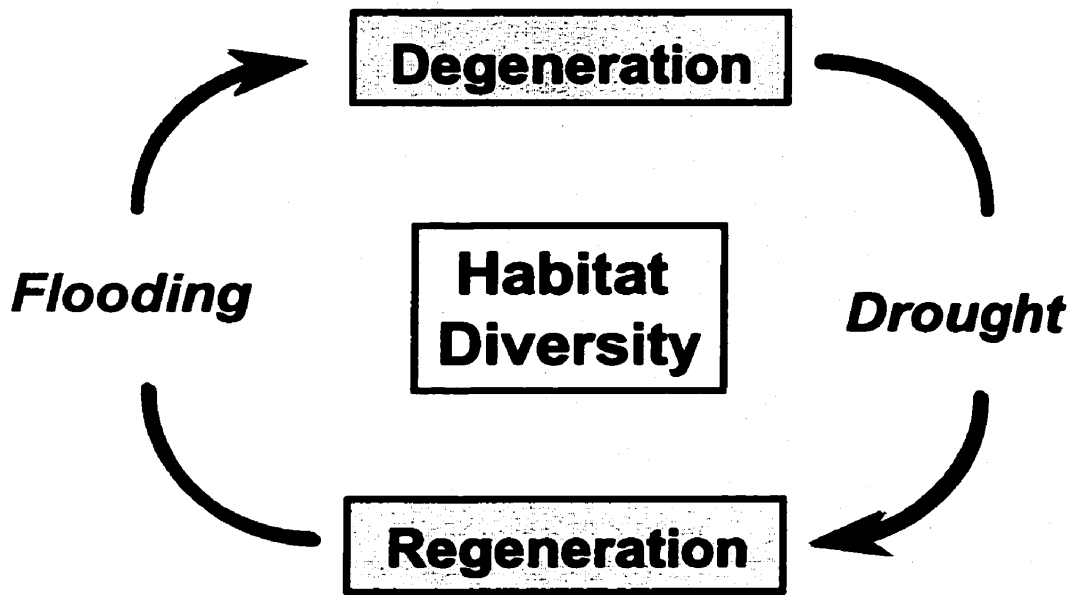 Degeneration
Flooding
Habitat
Diversity
Drought
Regeneration